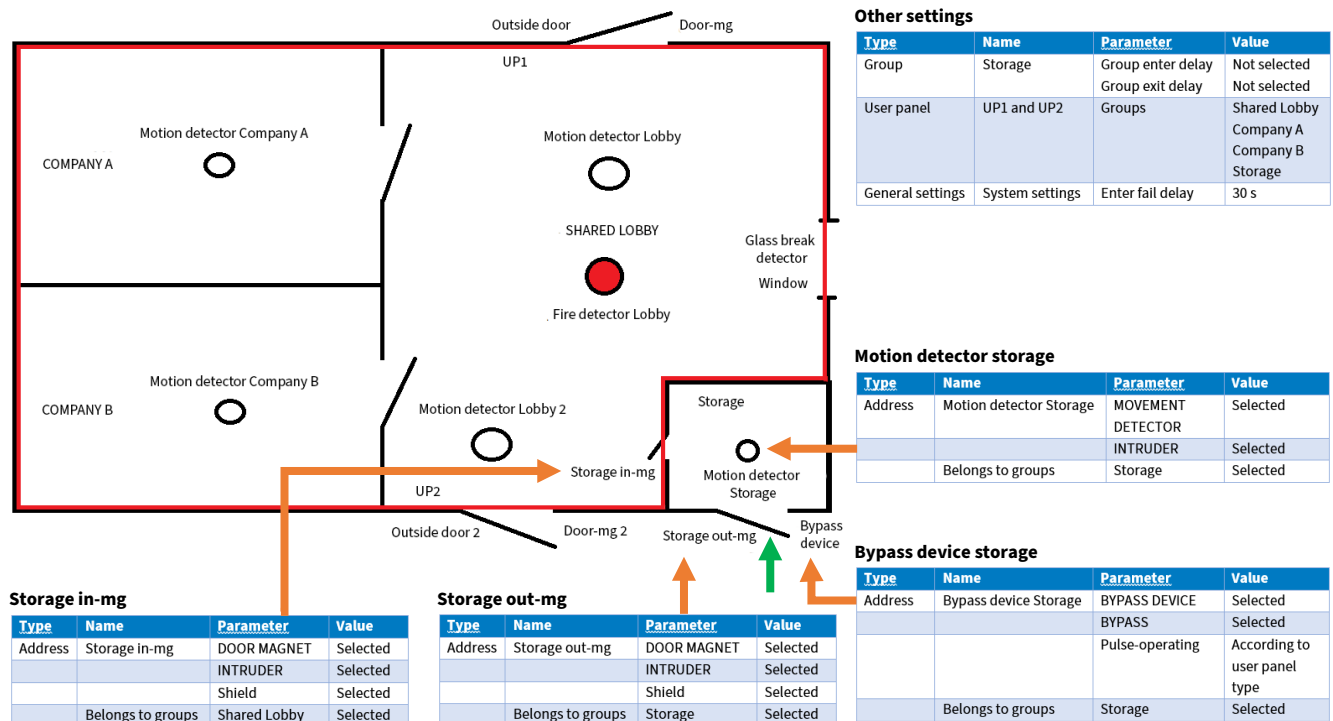 Outside door
Door-mg
UP1
Motion detector Company A
COMPANY A
Motion detector Lobby
SHARED LOBBY
Glass break
detector
Window
Fire detector Lobby
Motion detector Company B
COMPANY B
Motion detector Lobby 2
Storage
Storage in-mg
Motion detector
Storage
UP2
Outside door 2
Door-mg 2
Storage out-mg
Bypass
device
Other settings
Type Name Parameter Value
Group Storage Group enter delay Not selected
Group exit delay Not selected
User panel UP1 and UP2 Groups Shared Lobby
Company A
Company B
Storage
General settings System settings Enter fail delay 30 s
Motion detector storage
Type Name Parameter Value
Address Motion detector Storage MOVEMENT Selected
DETECTOR
INTRUDER Selected
Belongs to groups Storage Selected
Bypass device storage
Type Name Parameter Value
Address Bypass device Storage BYPASS DEVICE Selected
BYPASS Selected
Pulse-operating According to
user panel
type
Belongs to groups Storage Selected
Storage in-mg
Type Name Parameter Value
Address Storage in-mg DOOR MAGNET Selected
INTRUDER Selected
Shield Selected
Belongs to groups Shared Lobby Selected
Storage out-mg
Type Name Parameter Value
Address Storage out-mg DOOR MAGNET Selected
INTRUDER Selected
Shield Selected
Belongs to groups Storage Selected